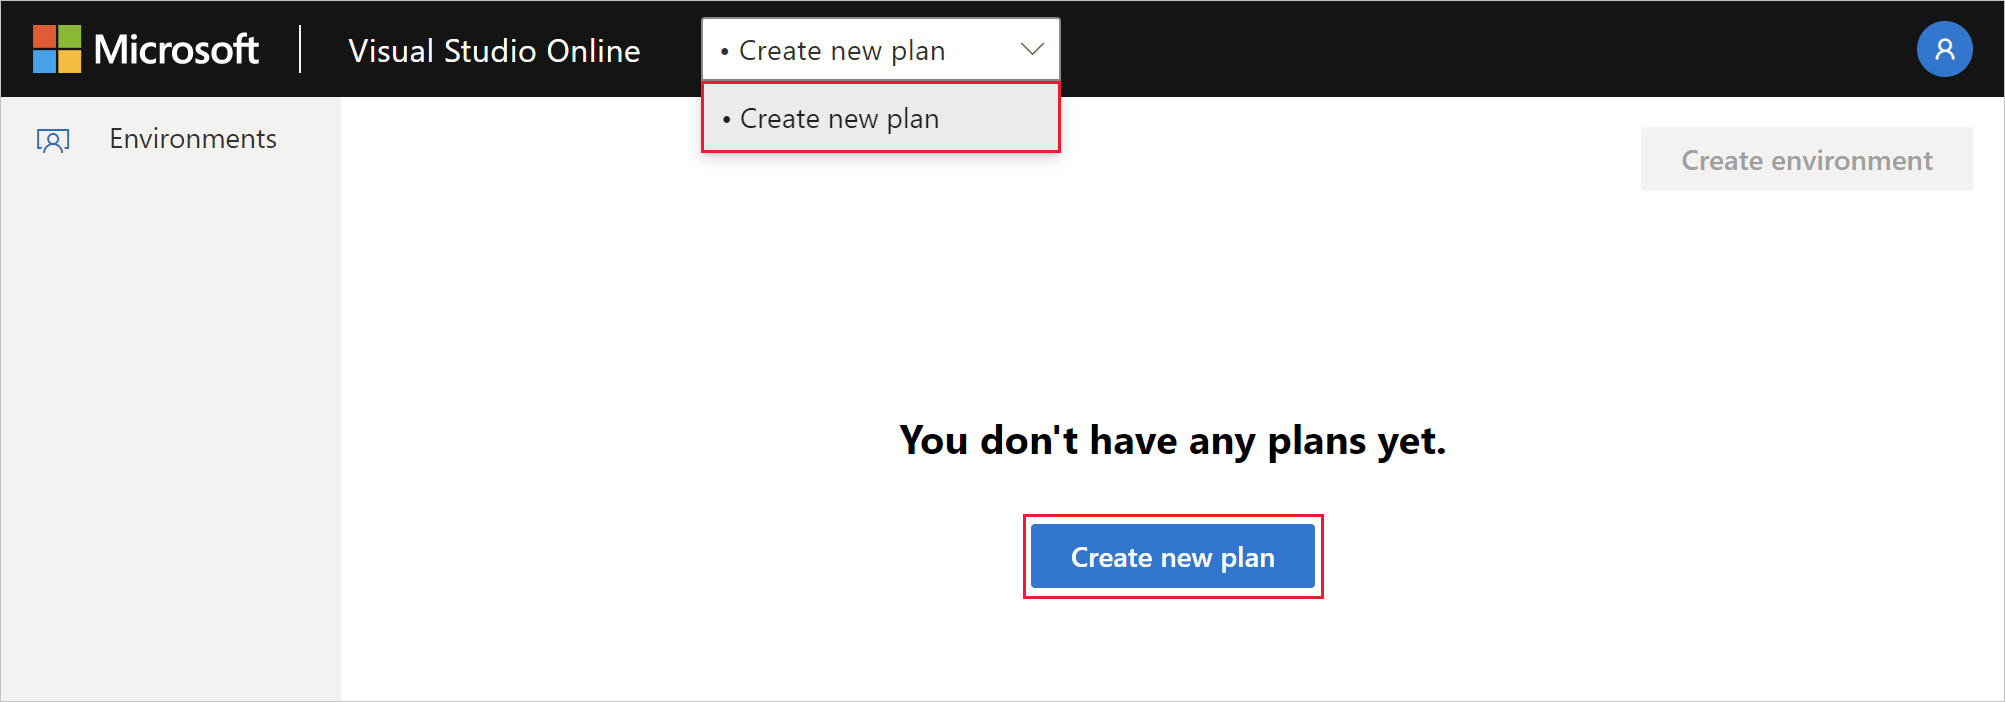 Microsoft
Visual Studio Online
• Create new plan
• Create new plan
Environments
Create environment
You don't have any plans yet.
Create new plan